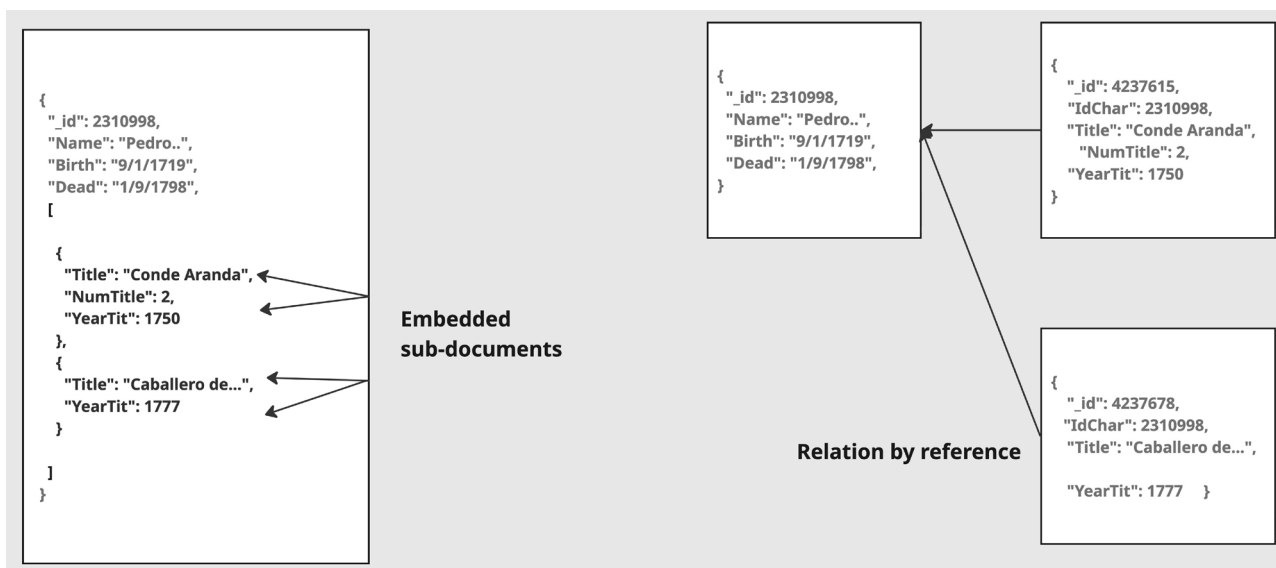 {
"_id": 2310998,
"Name": "Pedro..",
"Birth": "9/1/1719",
"Dead": "1/9/1798",
[
{
"Title": "Conde Aranda",
"NumTitle": 2,
"YearTit": 1750
},
{
"Title": "Caballero de...",
"YearTit": 1777
}
]
}
Embedded
sub-documents
{
"_id": 2310998,
"Name": "Pedro..",
"Birth": "9/1/1719",
"Dead": "1/9/1798",
}
{
"_id": 4237615,
"IdChar": 2310998,
"Title": "Conde Aranda",
"NumTitle": 2,
"YearTit": 1750
}
Relation by reference
{
"_id": 4237678,
"IdChar": 2310998,
"Title": "Caballero de...",
"YearTit": 1777 }